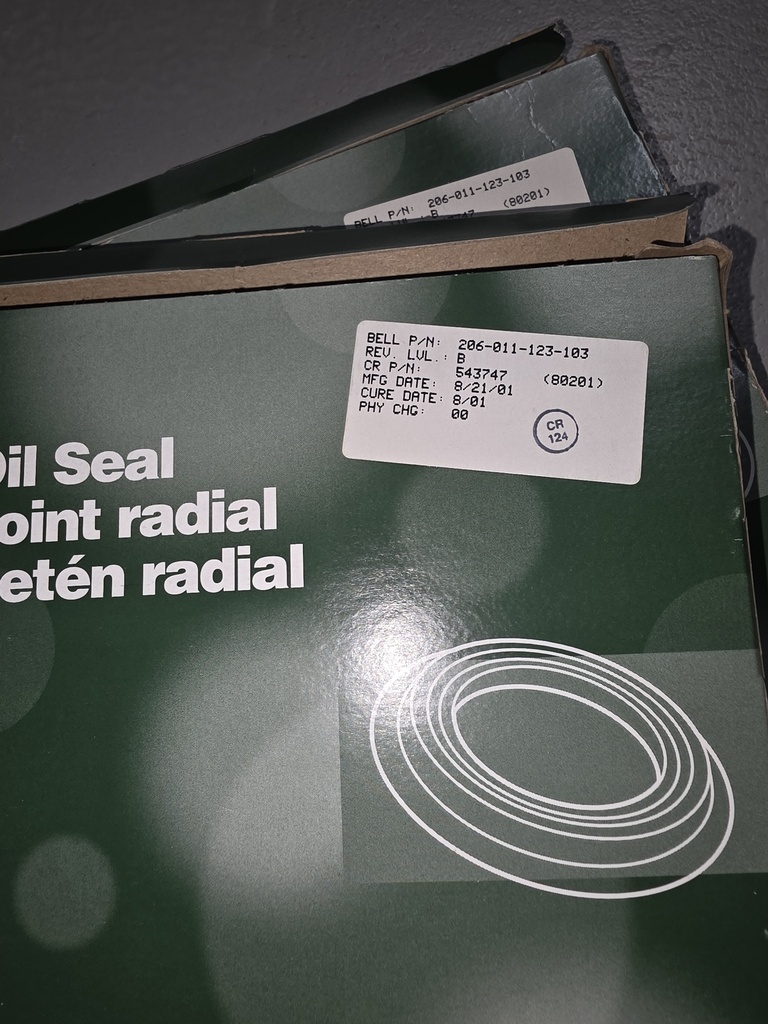 BELL P/N: 206-011-123-103
B (80201)
BELL P/N: 206-011-123-103
REV. LVL.: B
CR P/N: 543747 (80201)
MFG DATE: 8/21/01
CURE DATE: 8/01
PHY CHG: 00
CR
124
Oil Seal
oint radial
etén radial